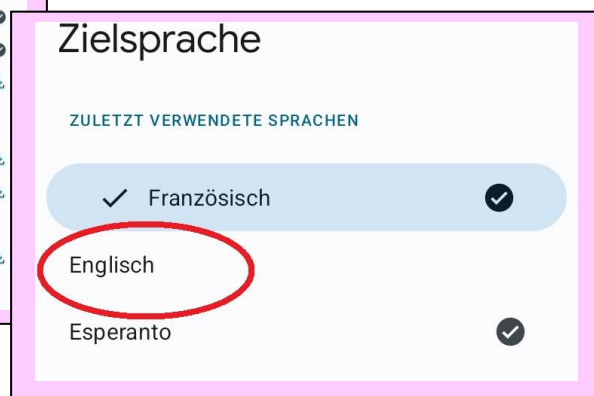 Zielsprache
ZULETZT VERWENDETE SPRACHEN
Französisch
Englisch
Esperanto